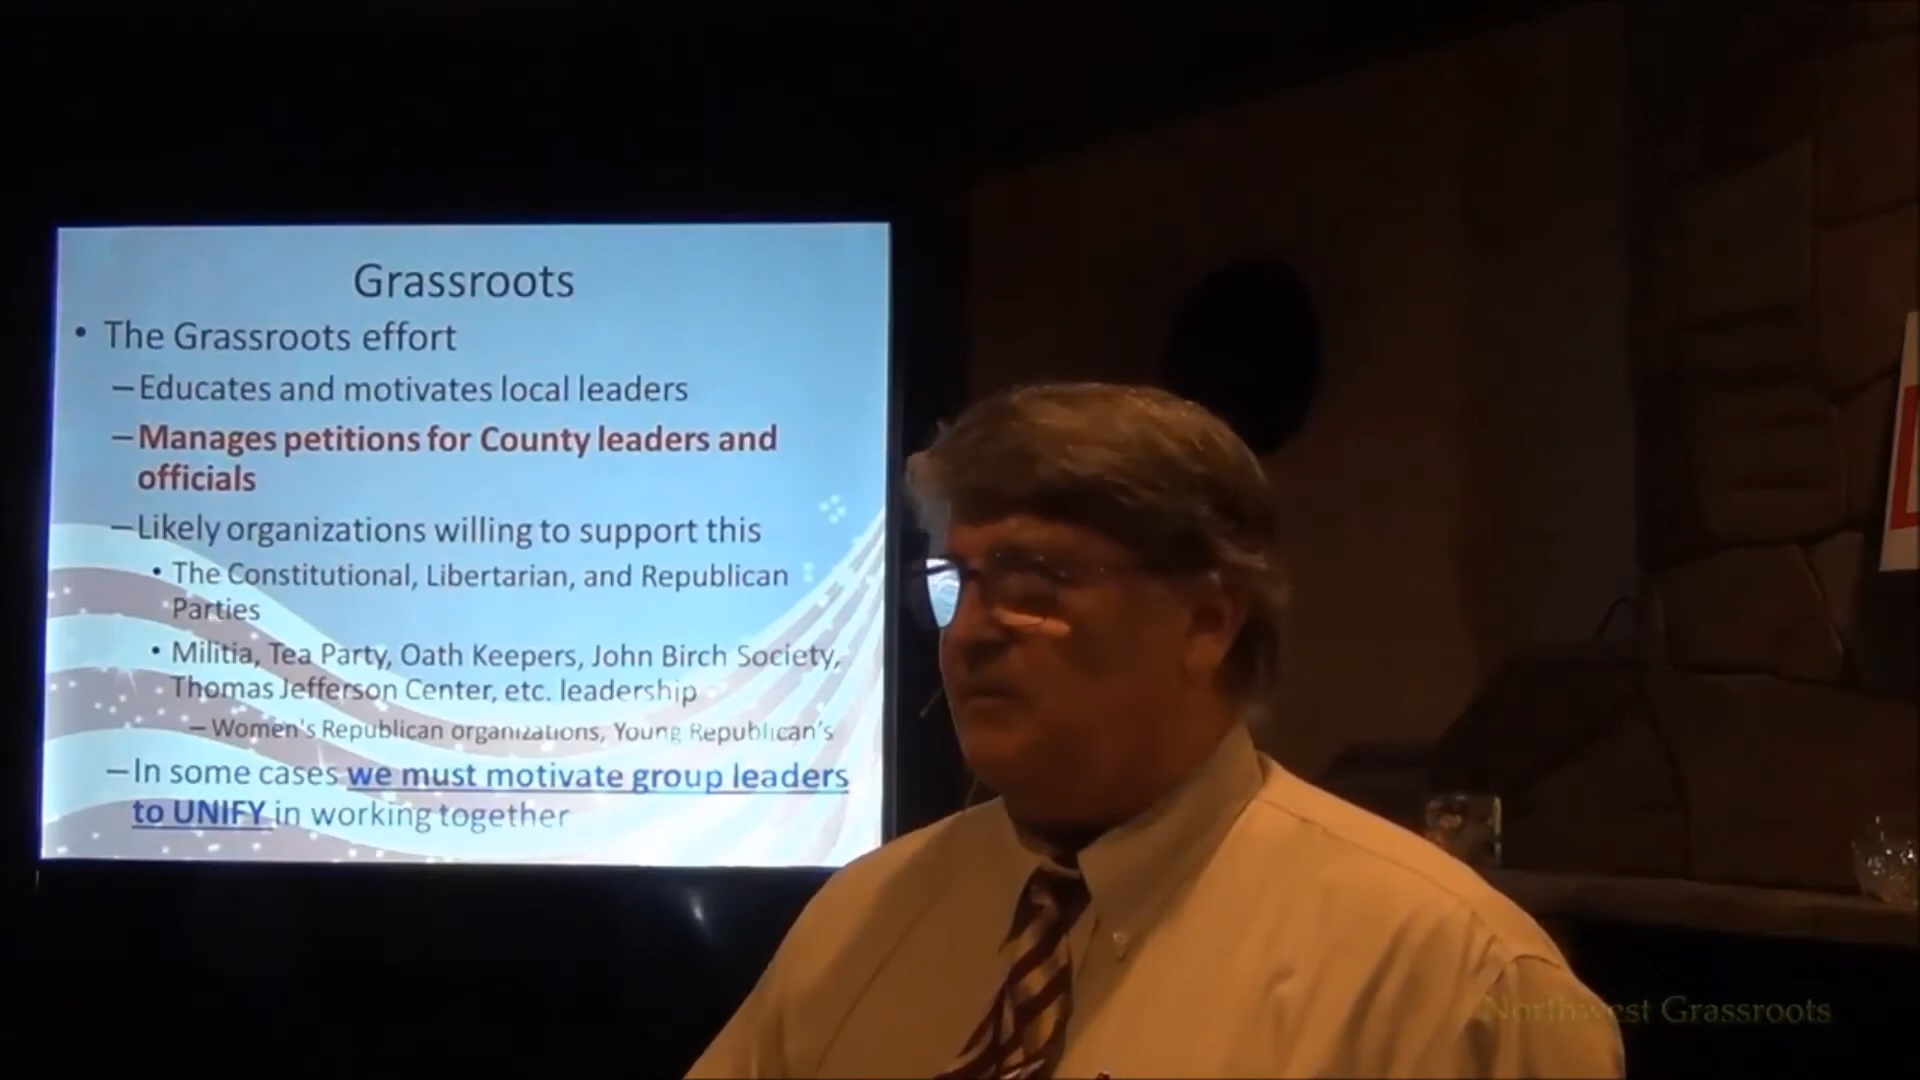 Grassroots
• The Grassroots effort
– Educates and motivates local leaders
– Manages petitions for County leaders and
officials
– Likely organizations willing to support this
• The Constitutional, Libertarian, and Republican
Parties
• Militia, Tea Party, Oath Keepers, John Birch Society,
Thomas Jefferson Center, etc. leadership
– Women's Republican organizations, Young Republican's
– In some cases we must motivate group leaders
to UNIFY in working together
Northwest Grassroots